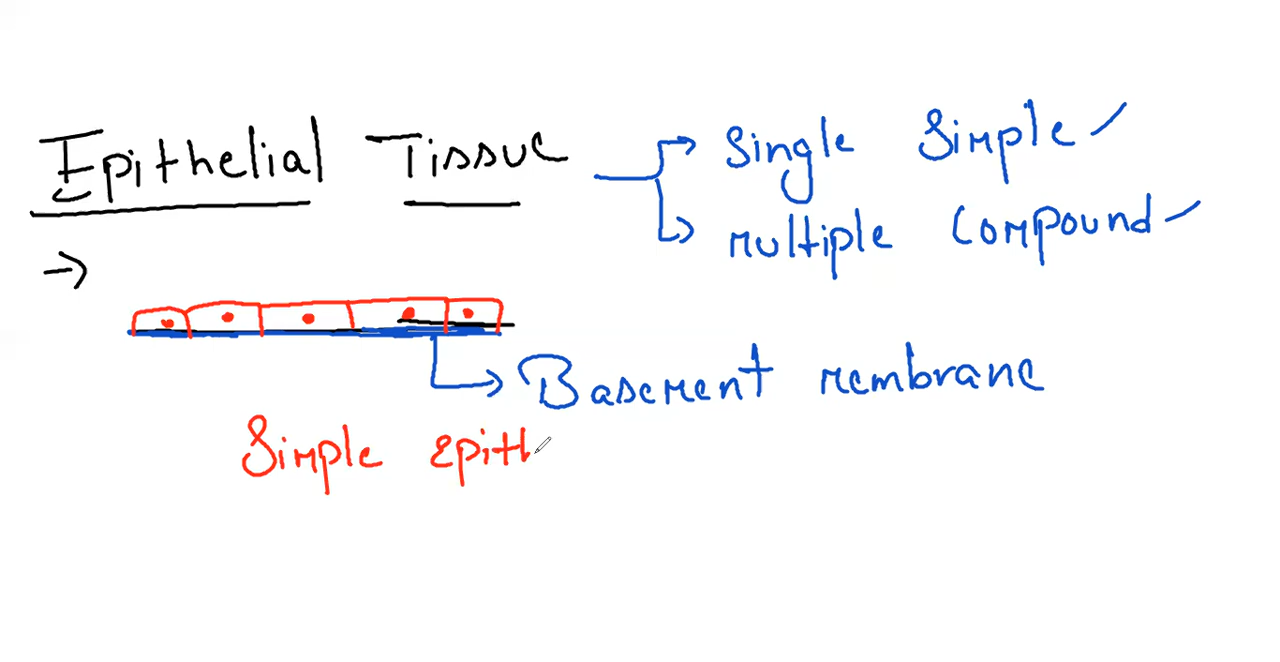 Epithelial Tissue → Single Simple ✓
→ Multiple Compound ✓
→
→ Basement membrane
Simple Epith